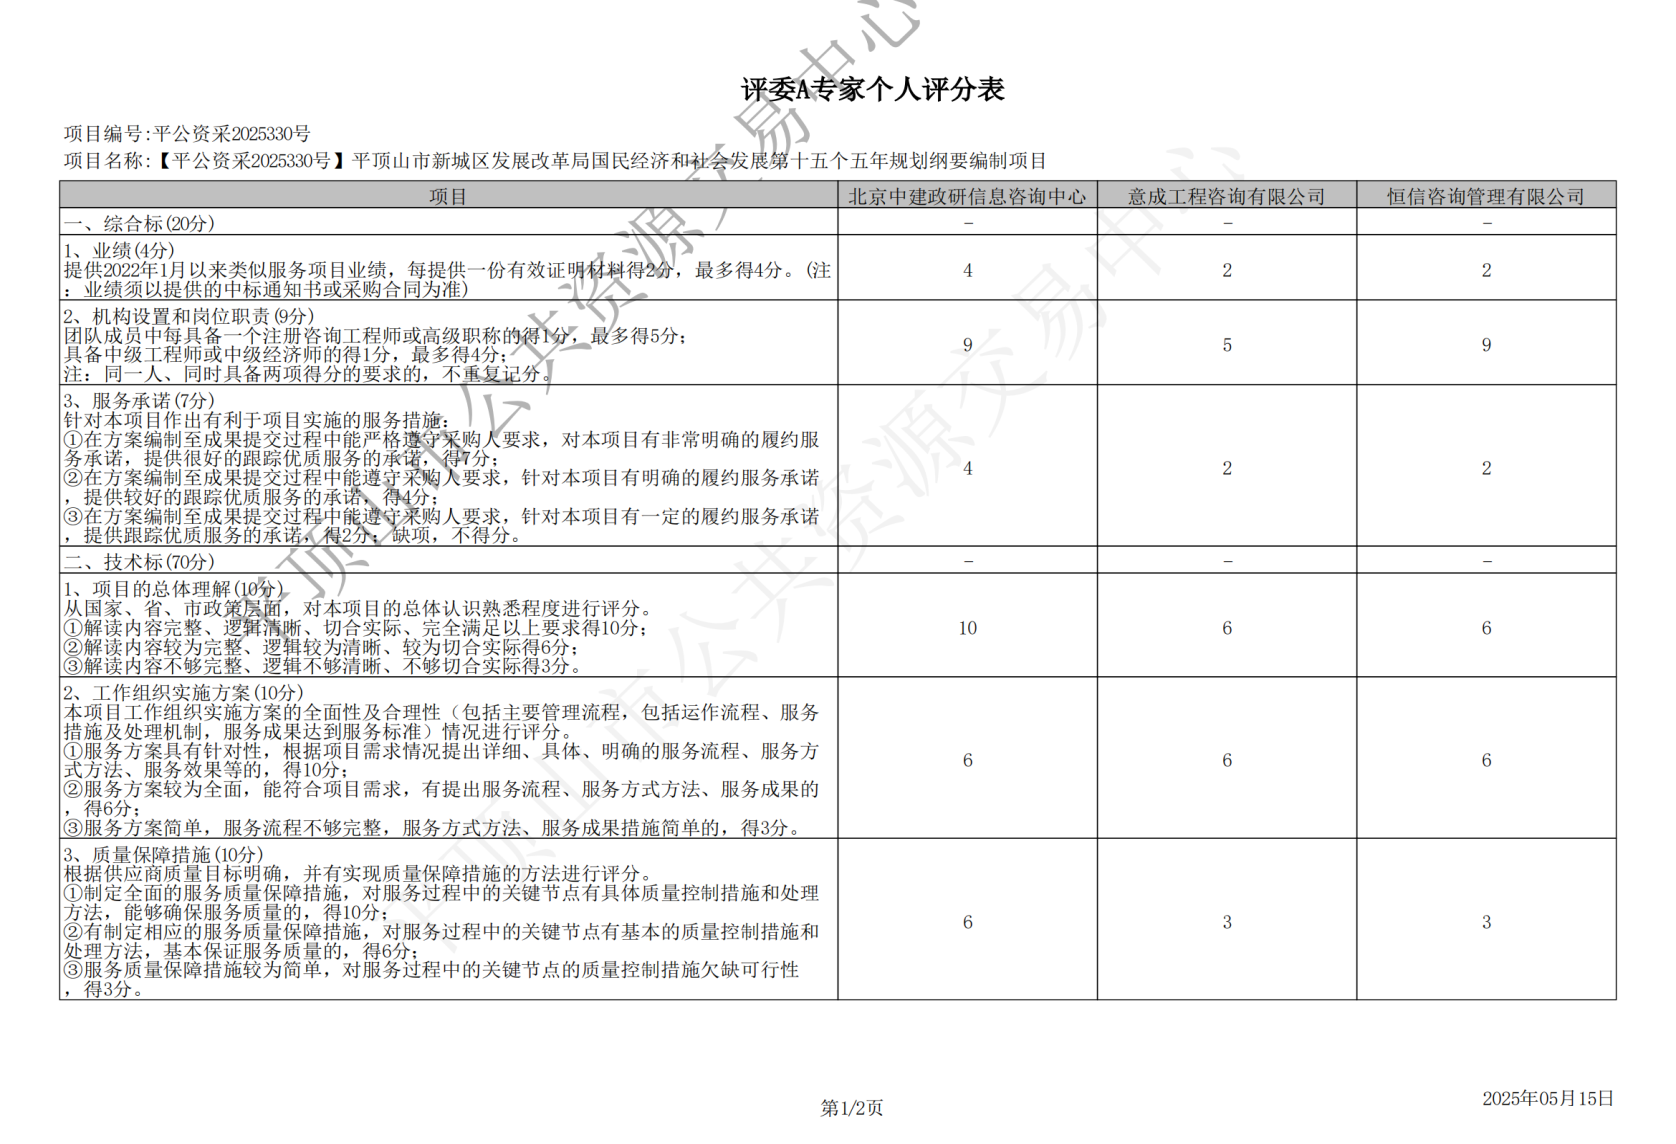 评委A专家个人评分表
项目编号:平公资采2025330号
项目名称:【平公资采2025330号】平顶山市新城区发展改革局国民经济和社会发展第十五个五年规划纲要编制项目
项目 北京中建政研信息咨询中心 意成工程咨询有限公司 恒信咨询管理有限公司
一、综合标(20分) - - -
1、业绩(4分)
提供2022年1月以来类似服务项目业绩，每提供一份有效证明材料得2分，最多得4分。(注
：业绩须以提供的中标通知书或采购合同为准)
4 2 2
2、机构设置和岗位职责(9分)
团队成员中每具备一个注册咨询工程师或高级职称的得1分，最多得5分；
具备中级工程师或中级经济师的得1分，最多得4分；
注：同一人、同时具备两项得分的要求的，不重复记分。
9 5 9
3、服务承诺(7分)
针对本项目作出有利于项目实施的服务措施：
①在方案编制至成果提交过程中能严格遵守采购人要求，对本项目有非常明确的履约服
务承诺，提供很好的跟踪优质服务的承诺，得7分；
②在方案编制至成果提交过程中能遵守采购人要求，针对本项目有明确的履约服务承诺
，提供较好的跟踪优质服务的承诺，得4分；
③在方案编制至成果提交过程中能遵守采购人要求，针对本项目有一定的履约服务承诺
，提供跟踪优质服务的承诺，得2分；缺项，不得分。
4 2 2
二、技术标(70分) - - -
1、项目的总体理解(10分)
从国家、省、市政策层面，对本项目的总体认识熟悉程度进行评分。
①解读内容完整、逻辑清晰、切合实际、完全满足以上要求得10分；
②解读内容较为完整、逻辑较为清晰、较为切合实际得6分；
③解读内容不够完整、逻辑不够清晰、不够切合实际得3分。
10 6 6
2、工作组织实施方案(10分)
本项目工作组织实施方案的全面性及合理性（包括主要管理流程，包括运作流程、服务
措施及处理机制，服务成果达到服务标准）情况进行评分。
①服务方案具有针对性，根据项目需求情况提出详细、具体、明确的服务流程、服务方
式方法、服务效果等的，得10分；
②服务方案较为全面，能符合项目需求，有提出服务流程、服务方式方法、服务成果的
，得6分；
③服务方案简单，服务流程不够完整，服务方式方法、服务成果措施简单的，得3分。
6 6 6
3、质量保障措施(10分)
根据供应商质量目标明确，并有实现质量保障措施的方法进行评分。
①制定全面的服务质量保障措施，对服务过程中的关键节点有具体质量控制措施和处理
方法，能够确保服务质量的，得10分；
②有制定相应的服务质量保障措施，对服务过程中的关键节点有基本的质量控制措施和
处理方法，基本保证服务质量的，得6分；
③服务质量保障措施较为简单，对服务过程中的关键节点的质量控制措施欠缺可行性
，得3分。
6 3 3
平顶山市公共资源交易中心
平顶山市公共资源交易中心
第1/2页
2025年05月15日